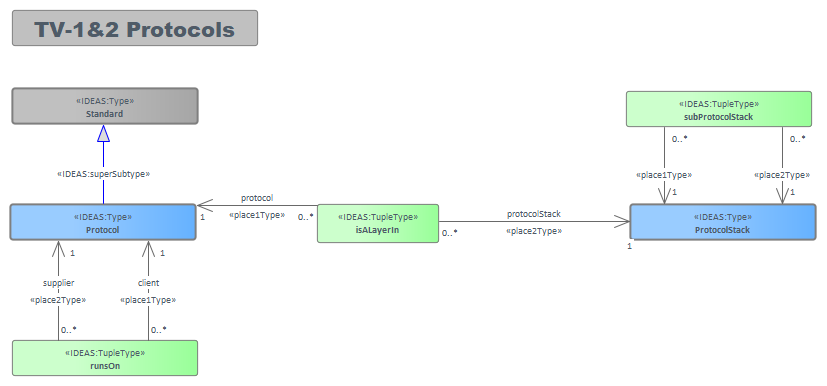 TV-1&2 Protocols
«IDEAS:Type»
Standard
«IDEAS:TupleType»
subProtocolStack
0..*
0..*
«IDEAS:superSubtype»
«place1Type»
«place2Type»
1
1
protocol
1
«place1Type»
0..*
«IDEAS:Type»
Protocol
«IDEAS:TupleType»
isALayerIn
protocolStack
0..*
«place2Type»
1
«IDEAS:Type»
ProtocolStack
1
1
supplier
client
«place2Type»
«place1Type»
0..*
0..*
«IDEAS:TupleType»
runsOn